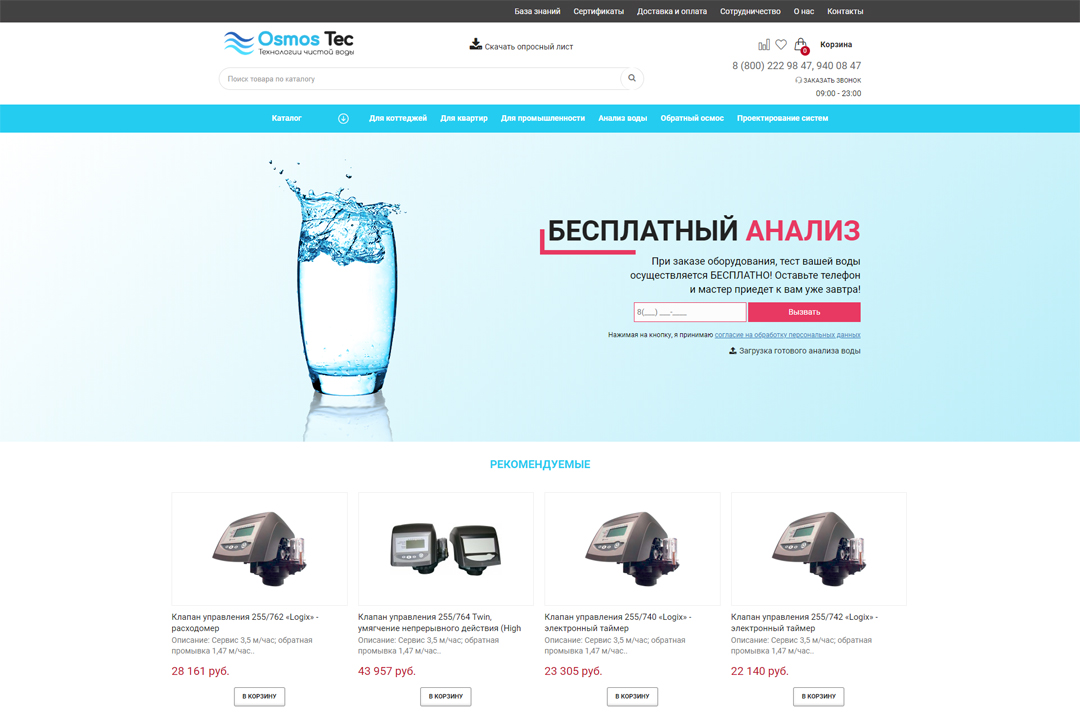 База знаний Сертификаты Доставка и оплата Сотрудничество О нас Контакты
Osmos Tec
Технологии чистой воды
Скачать опросный лист
0
Корзина
Поиск товара по каталогу
8 (800) 222 98 47, 940 08 47
ЗАКАЗАТЬ ЗВОНОК
09:00 - 23:00
Каталог Для коттеджей Для квартир Для промышленности Анализ воды Обратный осмос Проектирование систем
БЕСПЛАТНЫЙ АНАЛИЗ
При заказе оборудования, тест вашей воды
осуществляется БЕСПЛАТНО! Оставьте телефон
и мастер приедет к вам уже завтра!
8(___) ___-____ Вызвать
Нажимая на кнопку, я принимаю согласие на обработку персональных данных
Загрузка готового анализа воды
РЕКОМЕНДУЕМЫЕ
Клапан управления 255/762 «Logix» -
расходомер
Описание: Сервис 3,5 м/час; обратная
промывка 1,47 м/час..
28 161 руб.
В КОРЗИНУ
Клапан управления 255/764 Twin,
умягчение непрерывного действия (High
Описание: Сервис 3,5 м/час; обратная
промывка 1,47 м/час..
43 957 руб.
В КОРЗИНУ
Клапан управления 255/740 «Logix» -
электронный таймер
Описание: Сервис 3,5 м/час; обратная
промывка 1,47 м/час..
23 305 руб.
В КОРЗИНУ
Клапан управления 255/742 «Logix» -
электронный таймер
Описание: Сервис 3,5 м/час; обратная
промывка 1,47 м/час..
22 140 руб.
В КОРЗИНУ